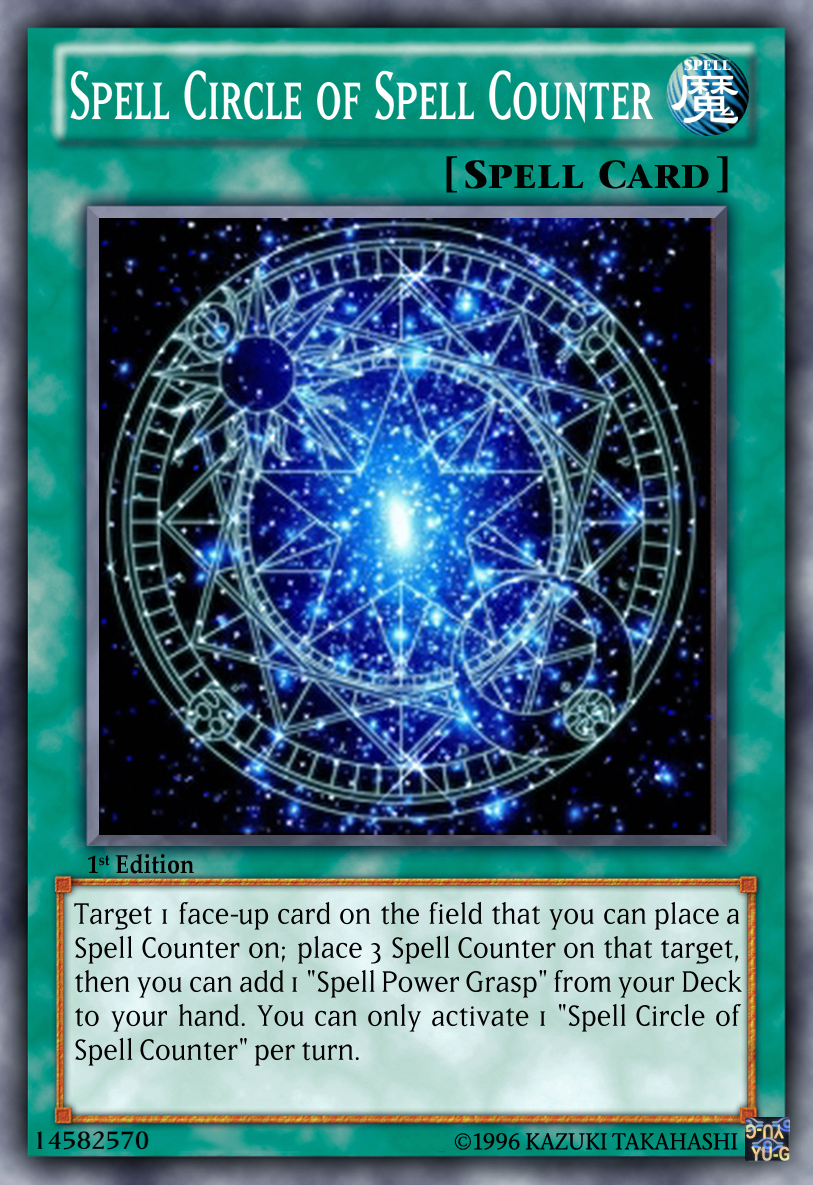 Spell Circle of Spell Counter
SPELL
魔
[Spell Card]
1st Edition
Target 1 face-up card on the field that you can place a
Spell Counter on; place 3 Spell Counter on that target,
then you can add 1 "Spell Power Grasp" from your Deck
to your hand. You can only activate 1 "Spell Circle of
Spell Counter" per turn.
14582570
©1996 KAZUKI TAKAHASHI
YU-G
YU-G